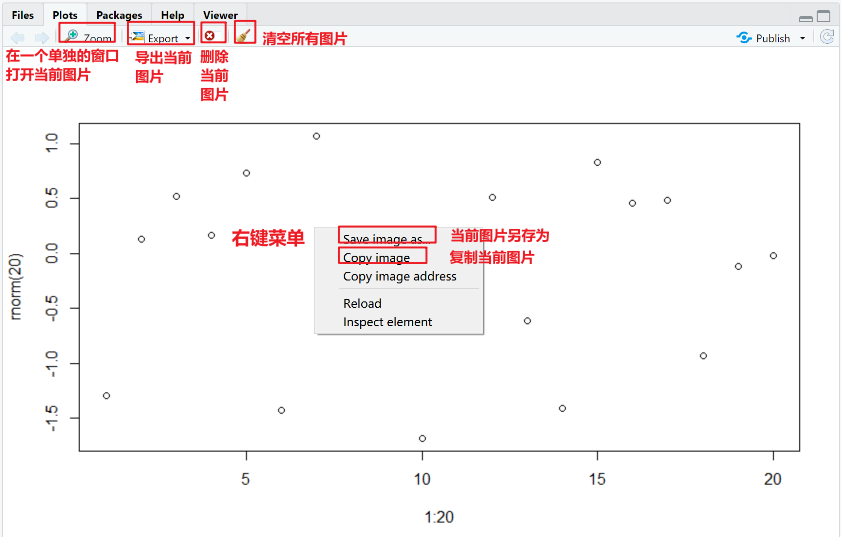 Files Plots Packages Help Viewer
Zoom Export Publish
清空所有图片
在一个单独的窗口
打开当前图片
导出当前
图片
删除
当前
图片
1.0
0.5
0.0
-0.5
-1.0
-1.5
rnorm(20)
右键菜单
Save image as...
当前图片另存为
Copy image
复制当前图片
Copy image address
Reload
Inspect element
5 10 15 20
1:20